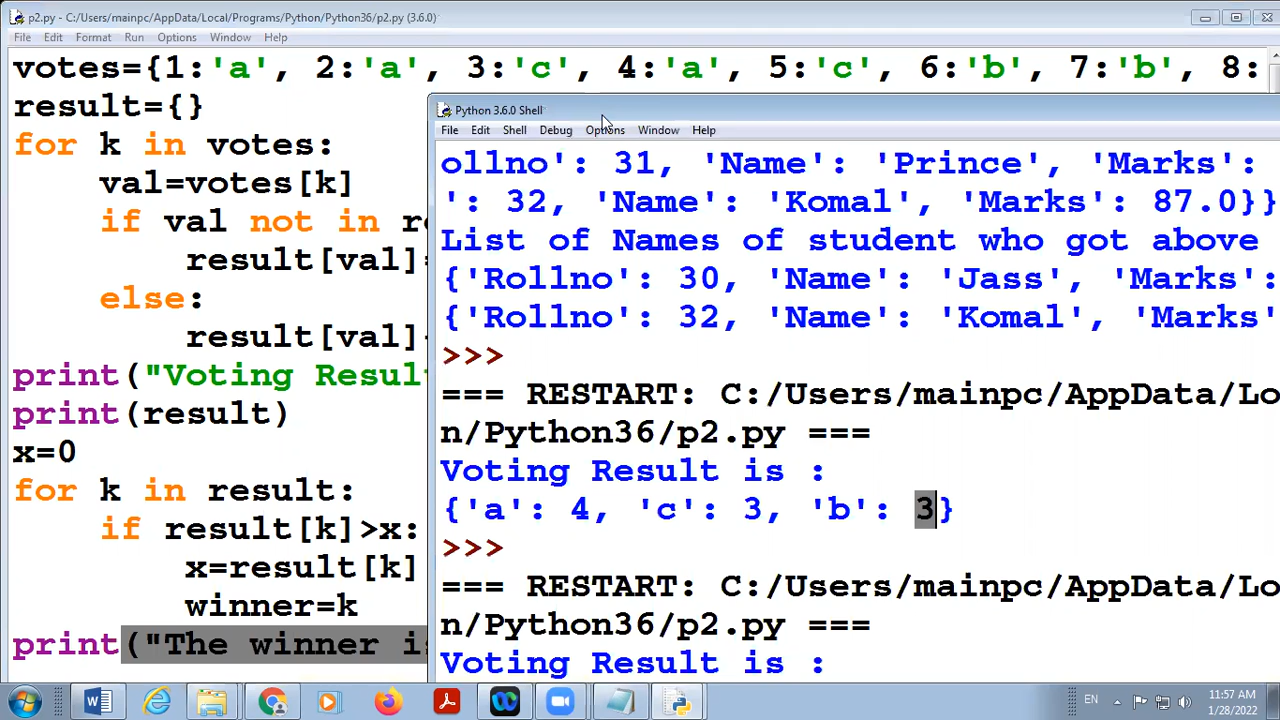 p2.py - C:/Users/mainpc/AppData/Local/Programs/Python/Python36/p2.py (3.6.0)
File Edit Format Run Options Window Help
votes={1:'a', 2:'a', 3:'c', 4:'a', 5:'c', 6:'b', 7:'b', 8:
result={}
for k in votes:
val=votes[k]
if val not in re
result[val]=
else:
result[val]
print("Voting Result
print(result)
x=0
for k in result:
if result[k]>x:
x=result[k]
winner=k
print("The winner is
Python 3.6.0 Shell
File Edit Shell Debug Options Window Help
ollno': 31, 'Name': 'Prince', 'Marks':
': 32, 'Name': 'Komal', 'Marks': 87.0}}
List of Names of student who got above
{'Rollno': 30, 'Name': 'Jass', 'Marks':
{'Rollno': 32, 'Name': 'Komal', 'Marks'
>>>
=== RESTART: C:/Users/mainpc/AppData/Lo
n/Python36/p2.py ===
Voting Result is :
{'a': 4, 'c': 3, 'b': 3}
>>>
=== RESTART: C:/Users/mainpc/AppData/Lo
n/Python36/p2.py ===
Voting Result is :
EN
11:57 AM
1/28/2022